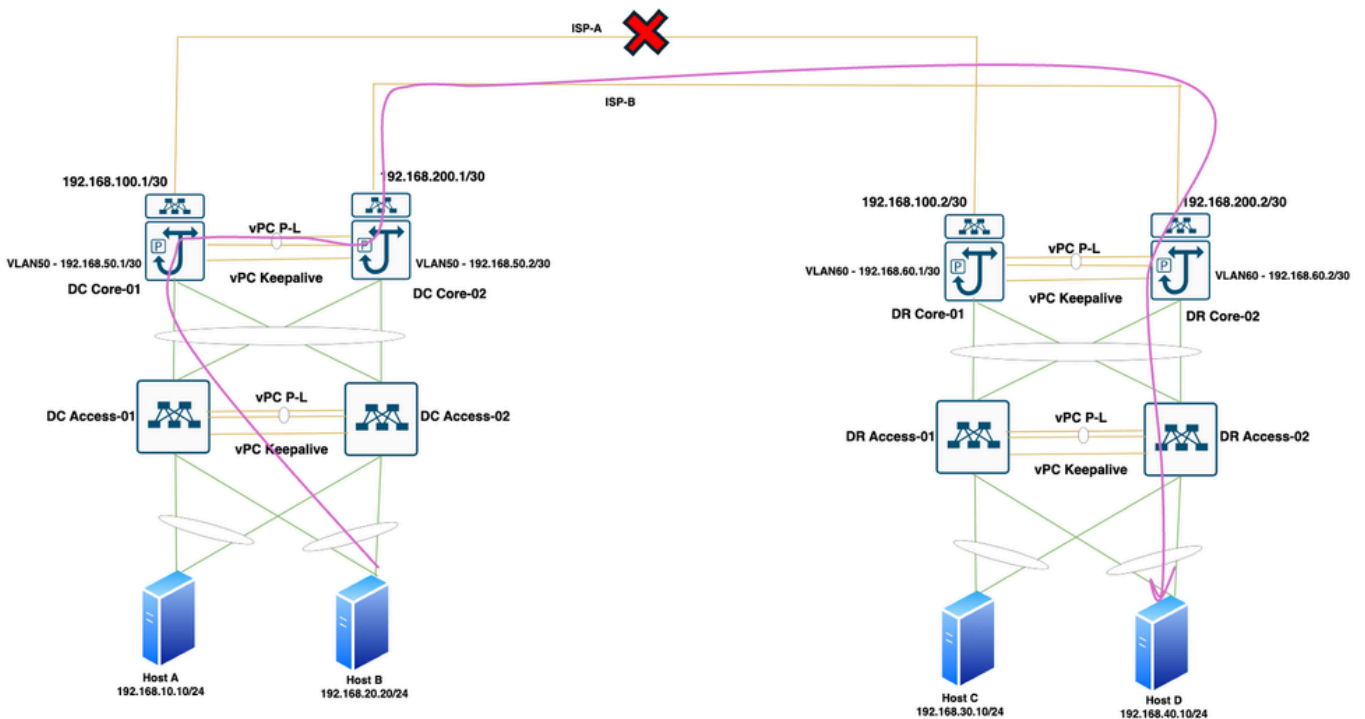 ISP-A
ISP-B
192.168.100.1/30
192.168.200.1/30
192.168.100.2/30
192.168.200.2/30
P
vPC P-L
P
VLAN50 - 192.168.50.1/30
vPC Keepalive
VLAN50 - 192.168.50.2/30
DC Core-01
DC Core-02
P
vPC P-L
P
VLAN60 - 192.168.60.1/30
vPC Keepalive
VLAN60 - 192.168.60.2/30
DR Core-01
DR Core-02
DC Access-01
vPC P-L
DC Access-02
vPC Keepalive
DR Access-01
vPC P-L
DR Access-02
vPC Keepalive
Host A
192.168.10.10/24
Host B
192.168.20.20/24
Host C
192.168.30.10/24
Host D
192.168.40.10/24